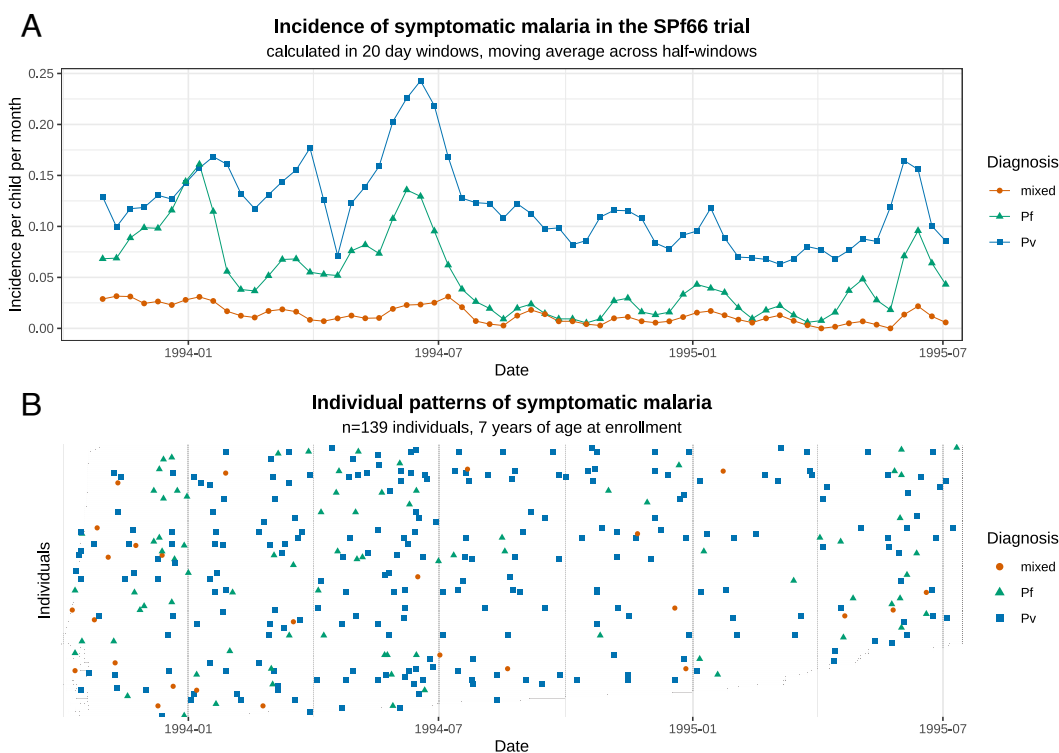 A
Incidence of symptomatic malaria in the SPf66 trial
calculated in 20 day windows, moving average across half-windows
Incidence per child per month
0.25
0.20
0.15
0.10
0.05
0.00
1994-01
1994-07
1995-01
1995-07
Date
Diagnosis
mixed
Pf
Pv
B
Individual patterns of symptomatic malaria
n=139 individuals, 7 years of age at enrollment
Individuals
1994-01
1994-07
1995-01
1995-07
Date
Diagnosis
mixed
Pf
Pv